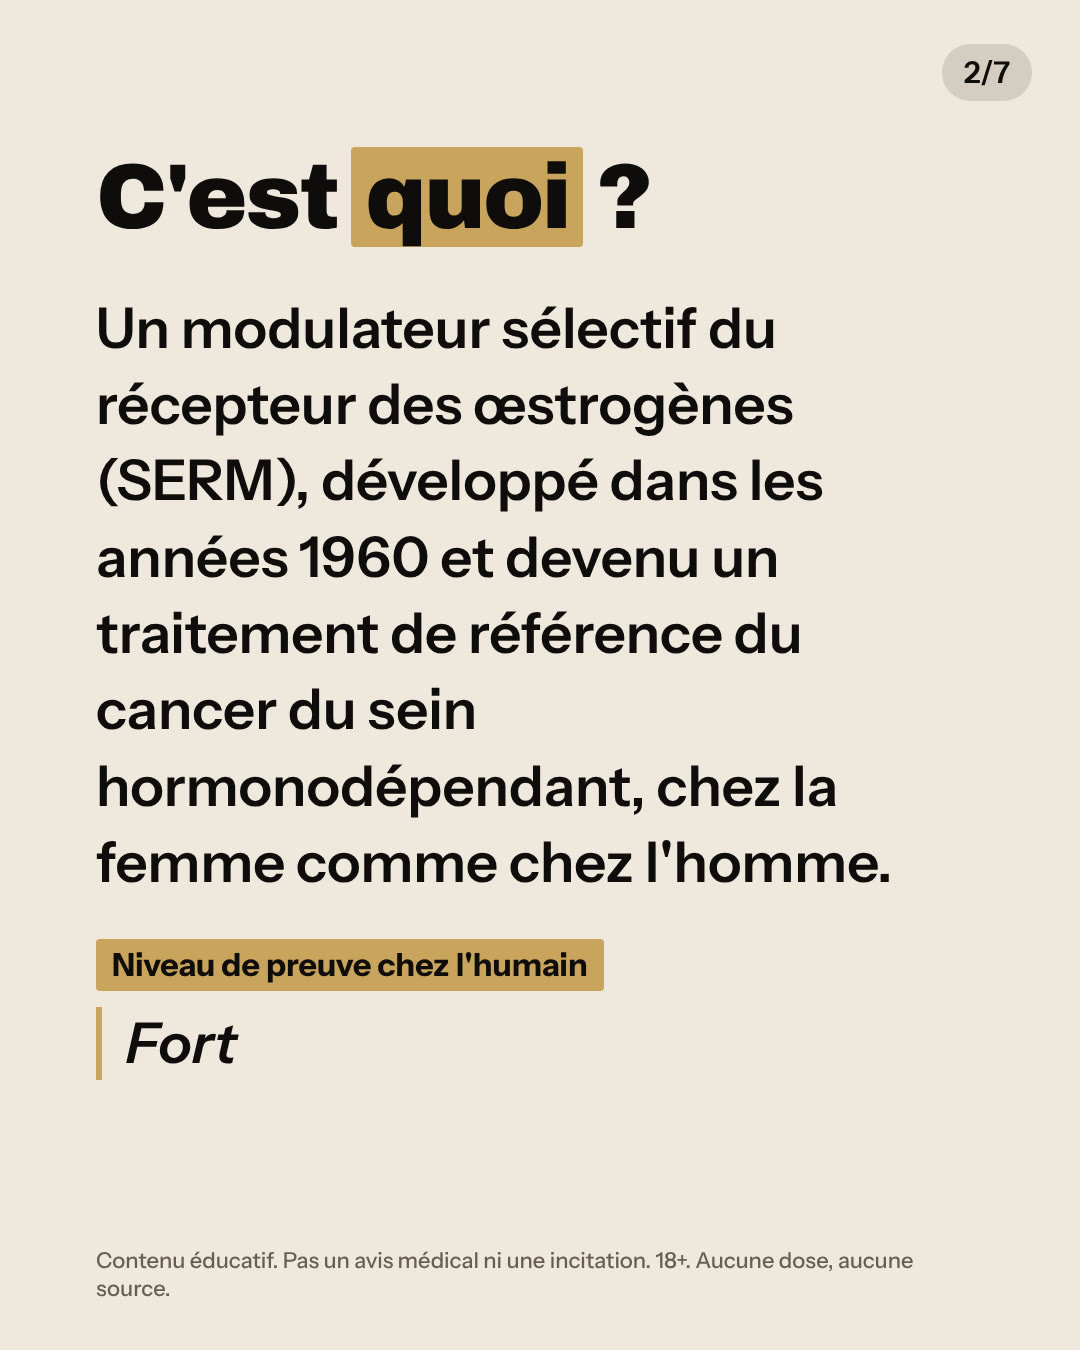 2/7
C'est quoi ?
Un modulateur sélectif du
récepteur des œstrogènes
(SERM), développé dans les
années 1960 et devenu un
traitement de référence du
cancer du sein
hormonodépendant, chez la
femme comme chez l'homme.
Niveau de preuve chez l'humain
Fort
Contenu éducatif. Pas un avis médical ni une incitation. 18+. Aucune dose, aucune
source.